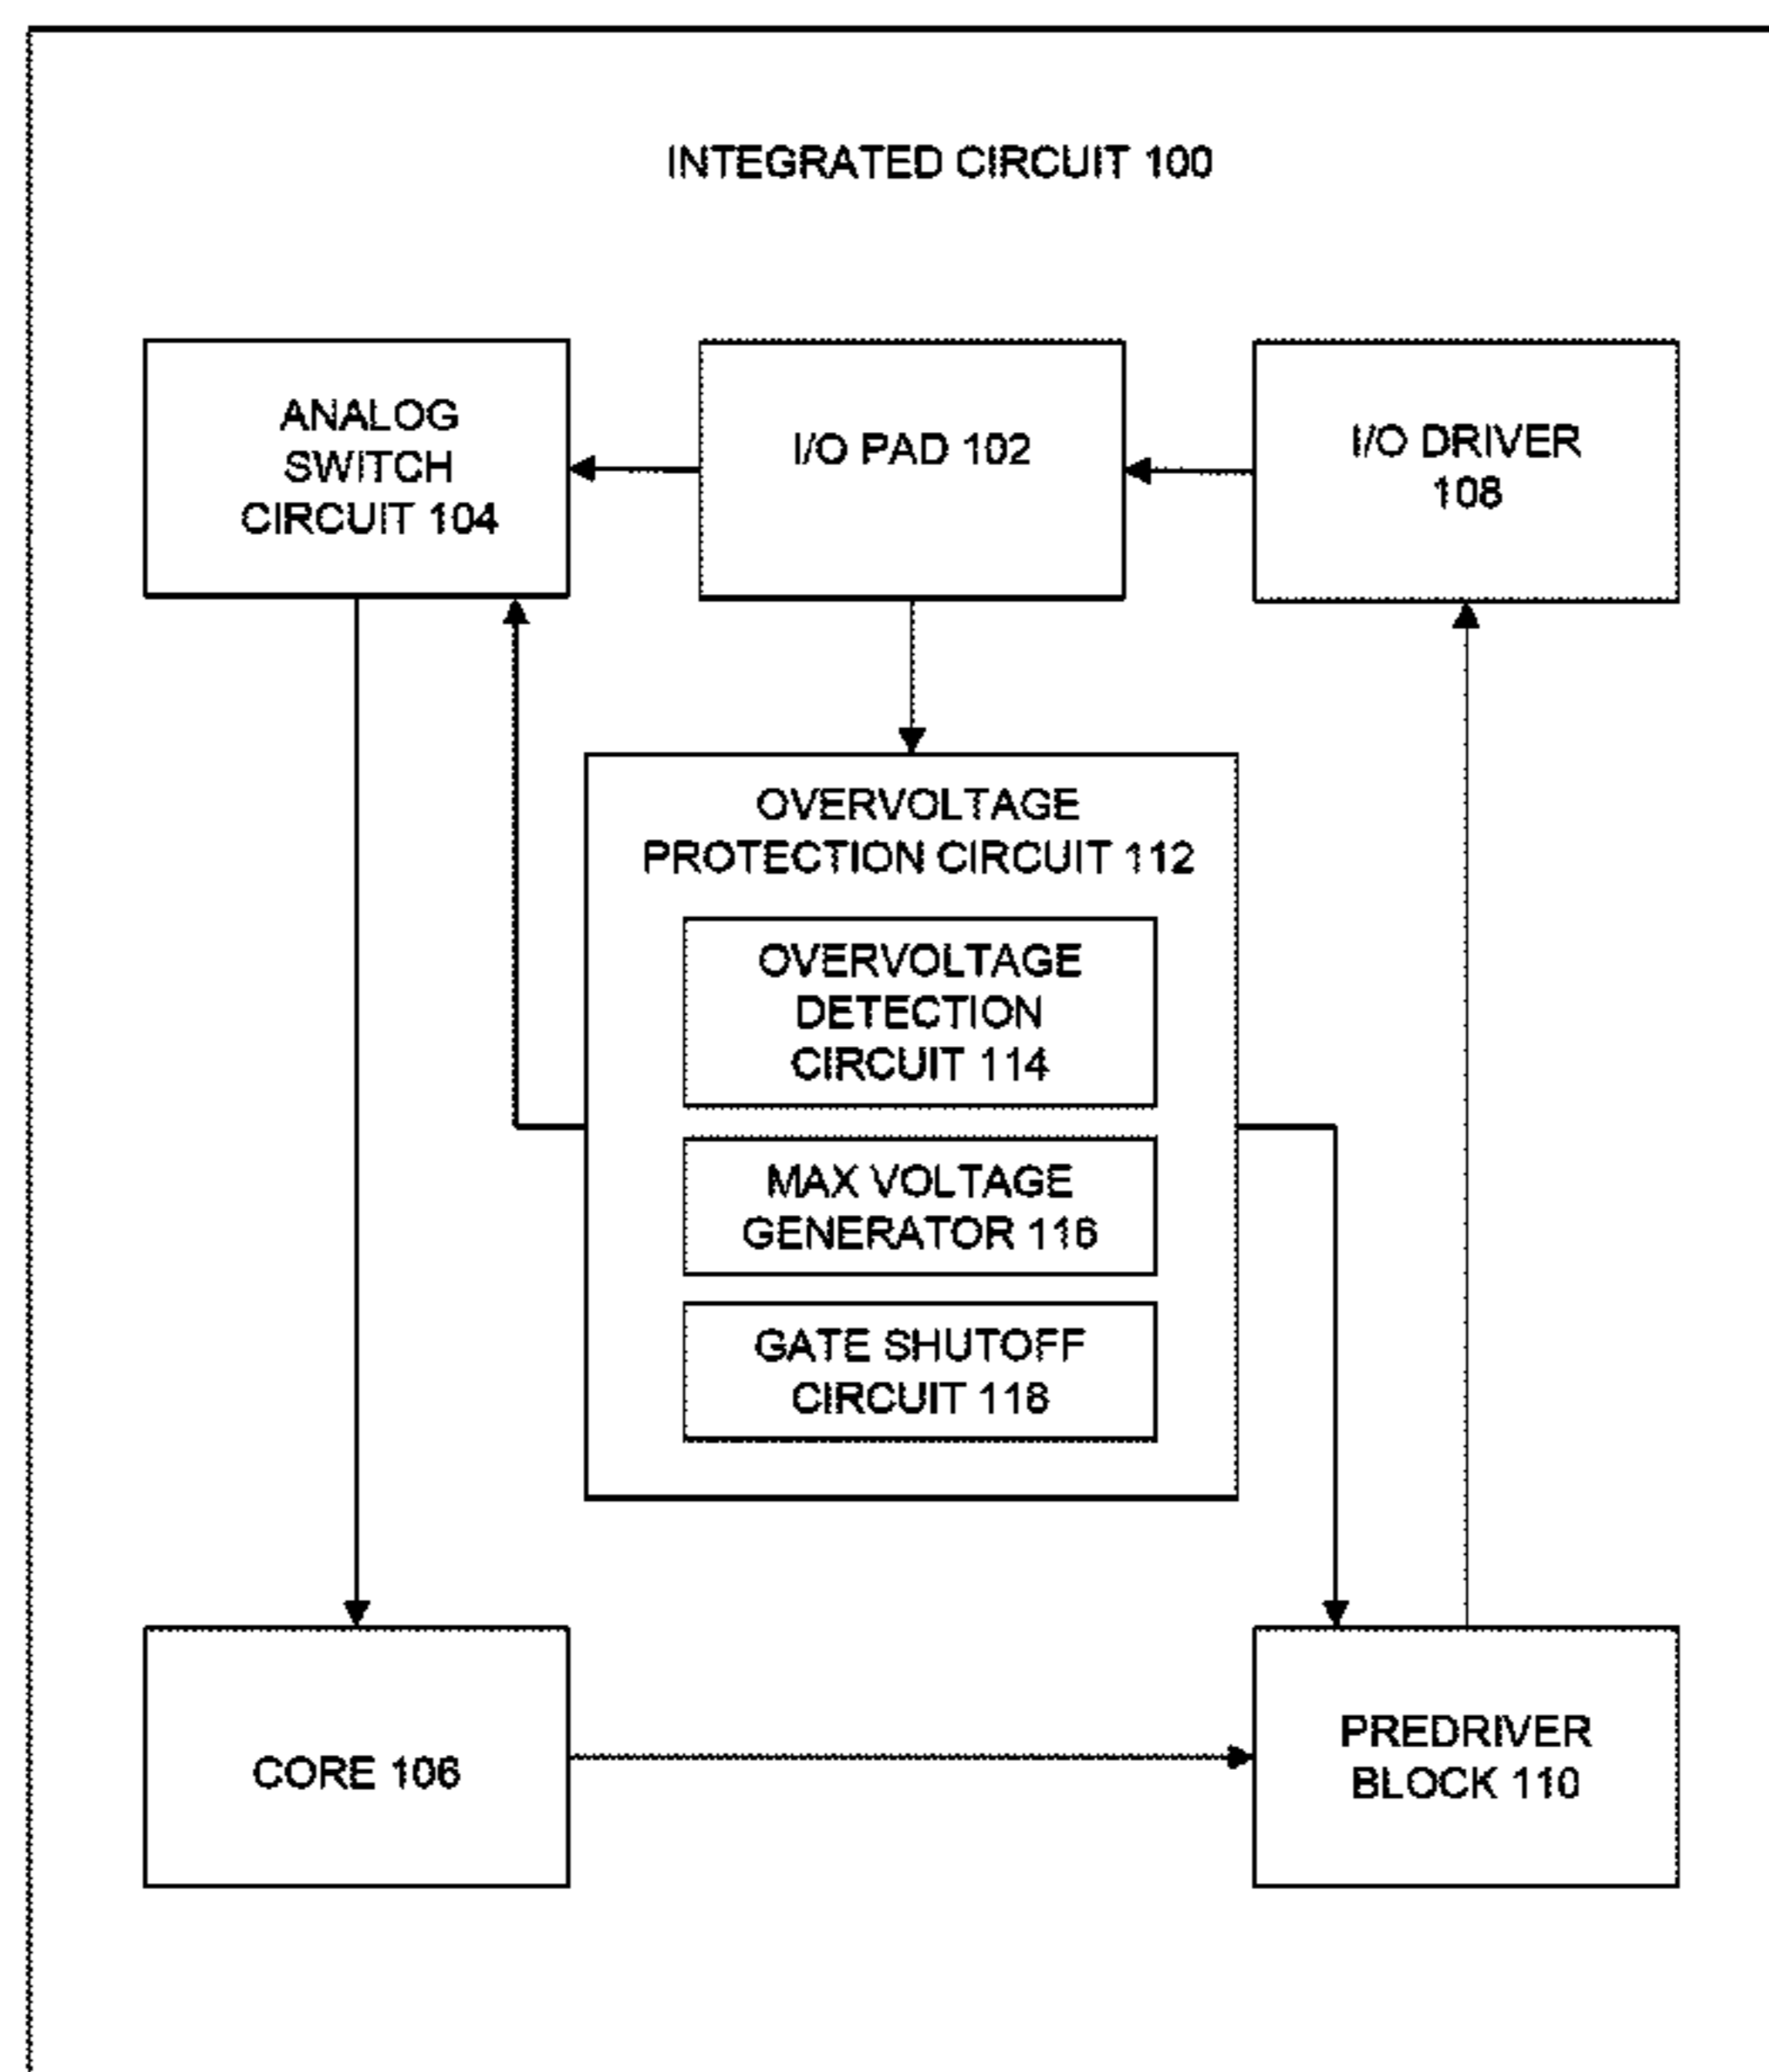 INTEGRATED CIRCUIT 100
ANALOG
SWITCH
CIRCUIT 104
I/O PAD 102
I/O DRIVER
108
OVERVOLTAGE
PROTECTION CIRCUIT 112
OVERVOLTAGE
DETECTION
CIRCUIT 114
MAX VOLTAGE
GENERATOR 116
GATE SHUTOFF
CIRCUIT 118
CORE 106
PREDRIVER
BLOCK 110